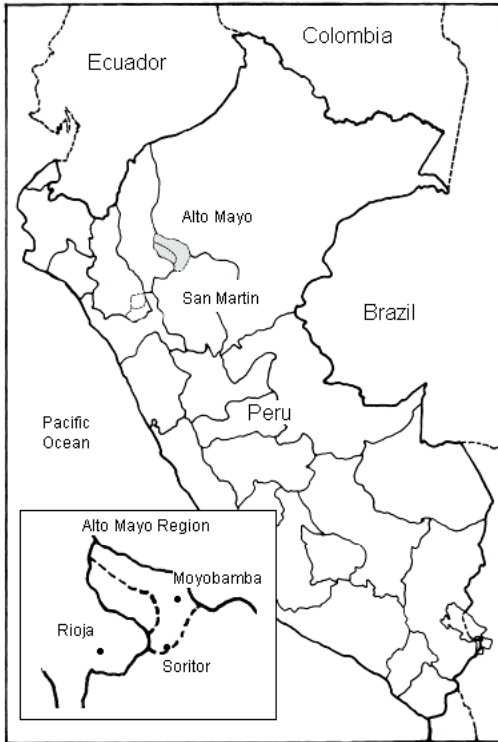 Colombia
Ecuador
Alto Mayo
San Martin
Brazil
Peru
Pacific
Ocean
Alto Mayo Region
Moyobamba
Rioja
Soritor